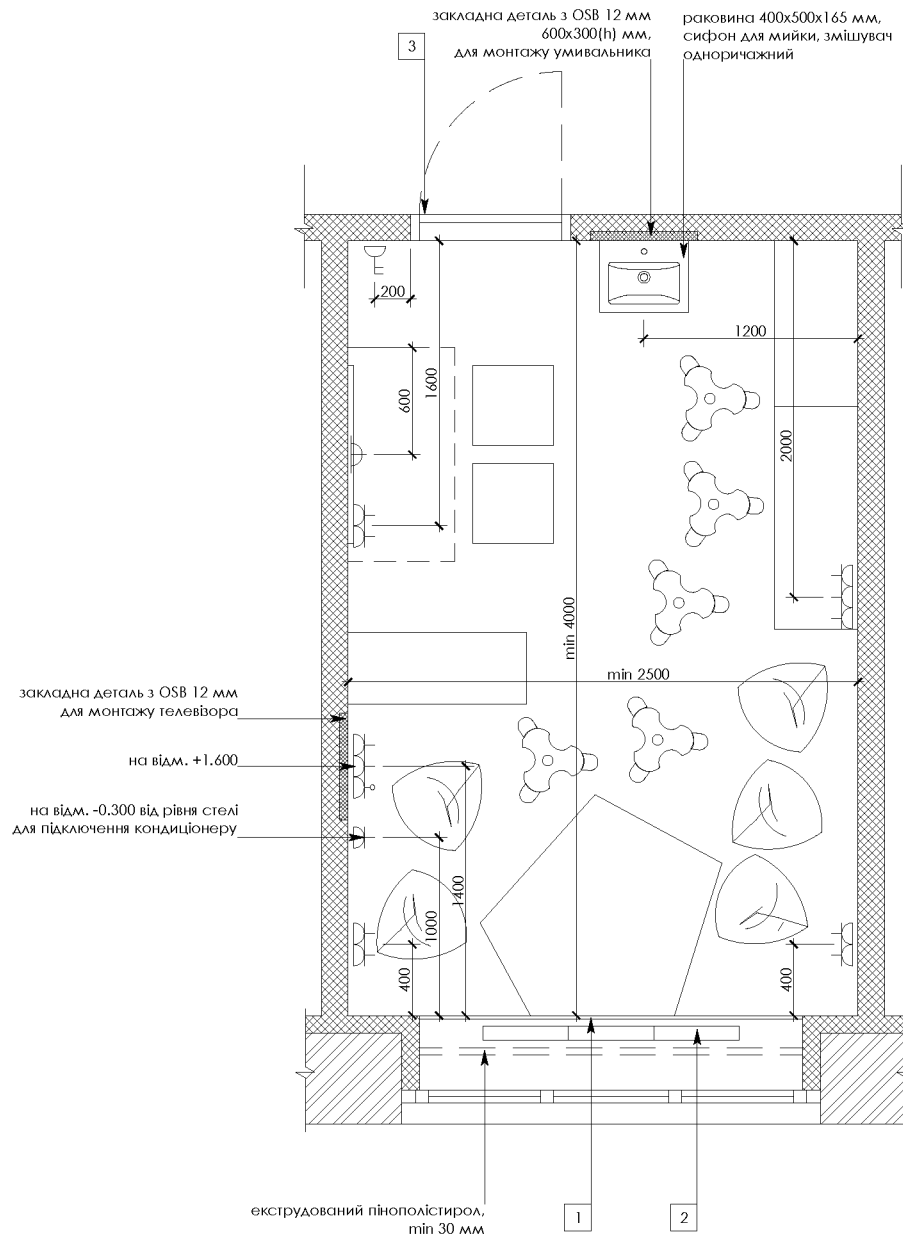 закладна деталь з OSB 12 мм
600х300(h) мм,
для монтажу умивальника
раковина 400х500х165 мм,
сифон для мийки, змішувач
одноричажний
3
200
1200
600
1600
2000
min 4000
min 2500
закладна деталь з OSB 12 мм
для монтажу телевізора
на відм. +1.600
на відм. -0.300 від рівня стелі
для підключення кондиціонеру
1400
1000
400
400
екструдований пінополістирол,
min 30 мм
1
2